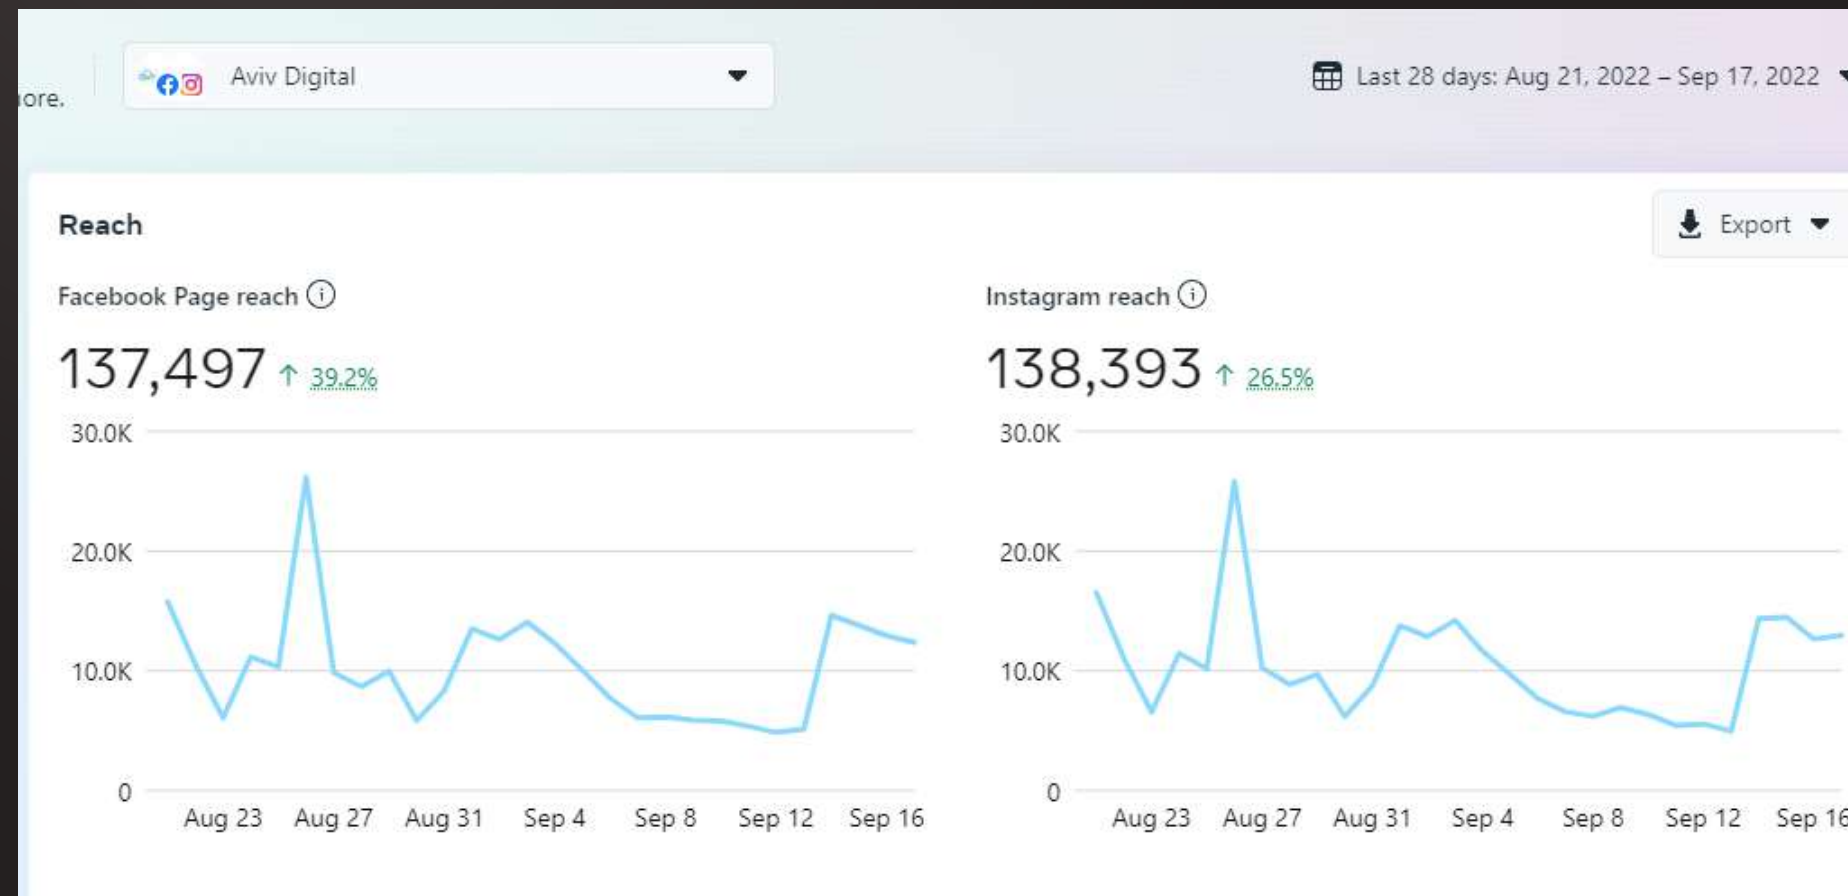 Aviv Digital
Last 28 days: Aug 21, 2022 – Sep 17, 2022
Reach
Export
Facebook Page reach
137,497 ↑ 39.2%
30.0K
20.0K
10.0K
0
Aug 23 Aug 27 Aug 31 Sep 4 Sep 8 Sep 12 Sep 16
Instagram reach
138,393 ↑ 26.5%
30.0K
20.0K
10.0K
0
Aug 23 Aug 27 Aug 31 Sep 4 Sep 8 Sep 12 Sep 16